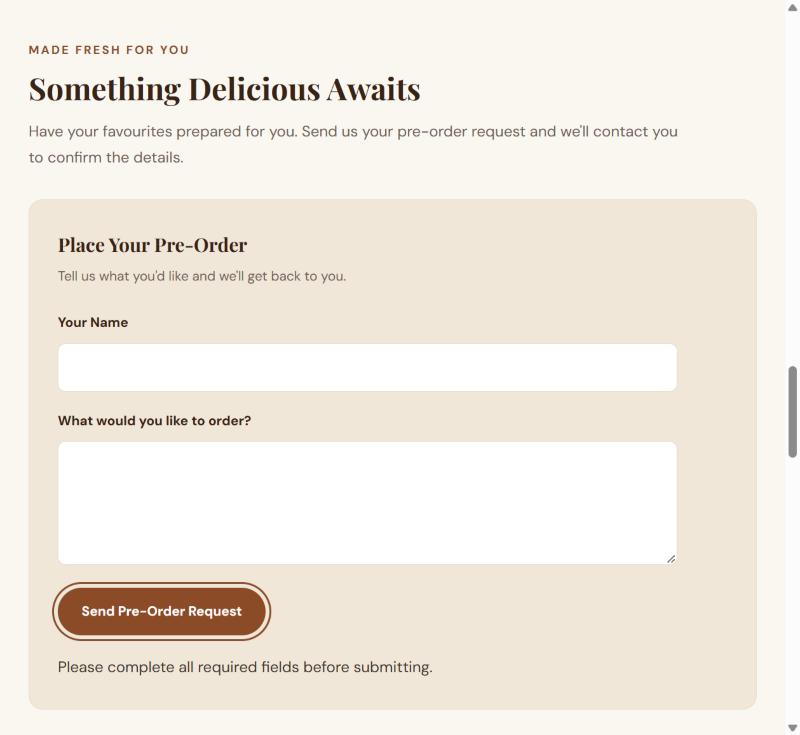 MADE FRESH FOR YOU
Something Delicious Awaits
Have your favourites prepared for you. Send us your pre-order request and we'll contact you
to confirm the details.
Place Your Pre-Order
Tell us what you'd like and we'll get back to you.
Your Name
What would you like to order?
Send Pre-Order Request
Please complete all required fields before submitting.